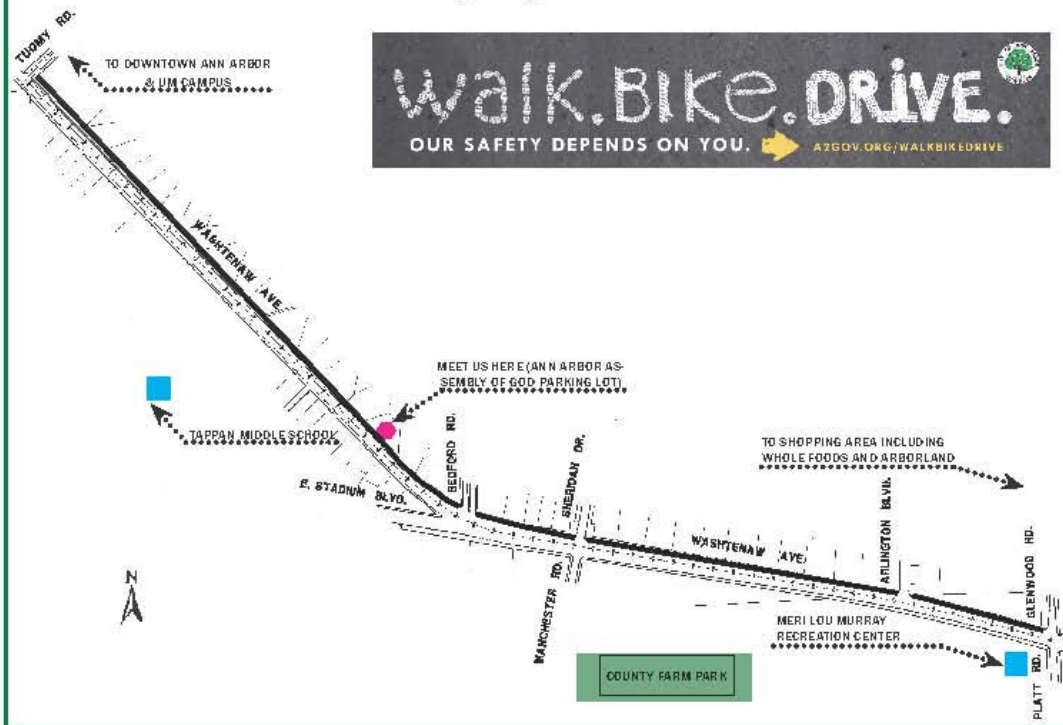 TUOMY RD.
TO DOWNTOWN ANN ARBOR
& UM CAMPUS
walk.BIKe.DRiVE.
OUR SAFETY DEPENDS ON YOU.
A2GOV.ORG/WALKBIKEDRIVE
WASHTENAW AVE
MEET US HERE (ANN ARBOR AS-
SEMBLY OF GOD PARKING LOT)
TAPPAN MIDDLE SCHOOL
E. STADIUM BLVD.
BEDFORD RD.
SHERIDAN DR.
TO SHOPPING AREA INCLUDING
WHOLE FOODS AND ARBORLAND
WASHTENAW AVE.
ARLINGTON BLVD.
GLENWOOD RD.
N
MANCHESTER RD.
MERI LOU MURRAY
RECREATION CENTER
COUNTY FARM PARK
PLATT RD.